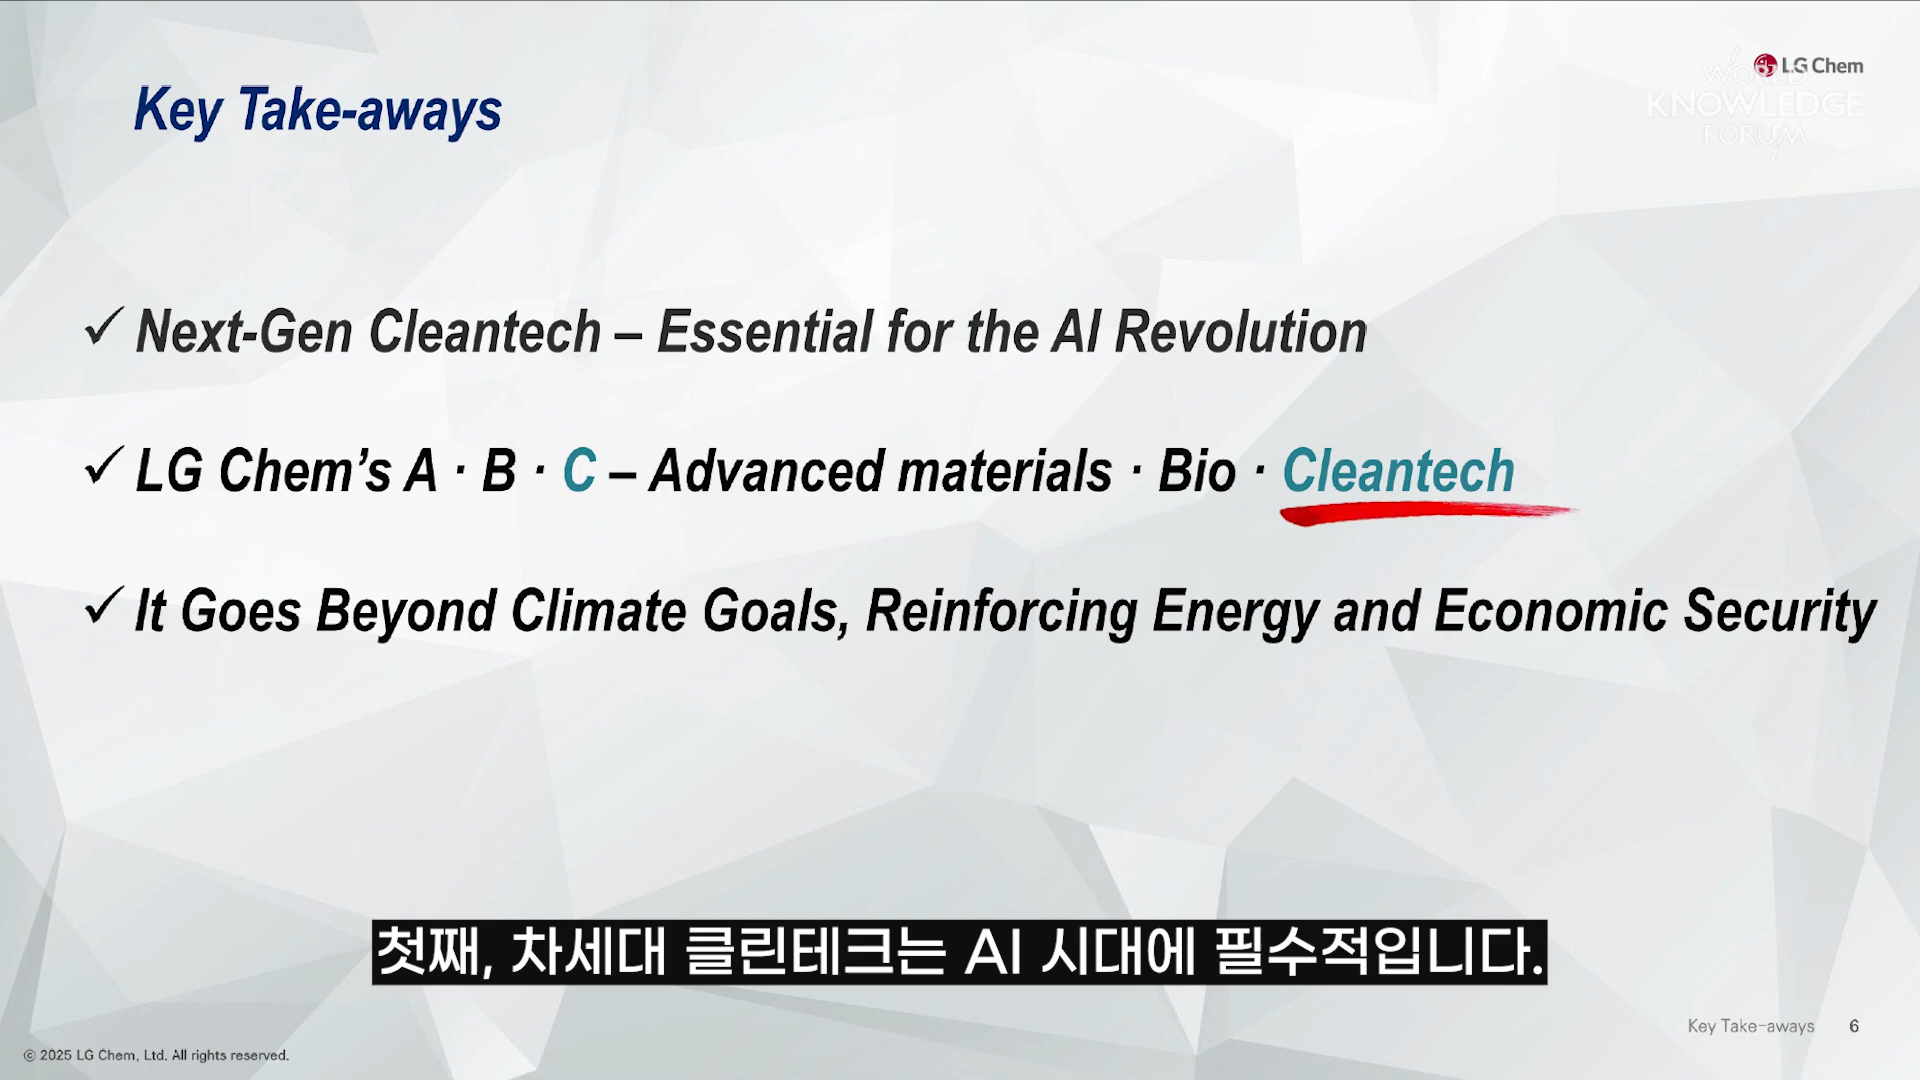 LG Chem
WORLD
KNOWLEDGE
FORUM
Key Take-aways
✓ Next-Gen Cleantech – Essential for the AI Revolution
✓ LG Chem’s A · B · C – Advanced materials · Bio · Cleantech
✓ It Goes Beyond Climate Goals, Reinforcing Energy and Economic Security
첫째, 차세대 클린테크는 AI 시대에 필수적입니다.
Key Take-aways 6
ⓒ 2025 LG Chem, Ltd. All rights reserved.